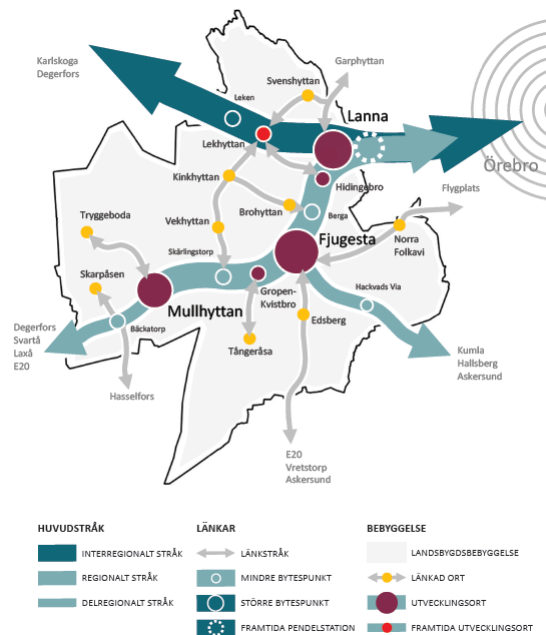 Karlskoga
Degerfors
Garphyttan
Svenshyttan
Leken
Lanna
Lekhyttan
Örebro
Kinkhyttan
Hidingebro
Flygplats
Tryggeboda
Brohyttan
Berga
Vekhyttan
Fjugesta
Norra
Folkavi
Skärlingstorp
Skarpåsen
Gropen-
Kvistbro
Hackvads Via
Mullhyttan
Edsberg
Degerfors
Svartå
Laxå
E20
Bäckatorp
Tångeråsa
Kumla
Hallsberg
Askersund
Hasselfors
E20
Vretstorp
Askersund
HUVUDSTRÅK
INTERREGIONALT STRÅK
REGIONALT STRÅK
DELREGIONALT STRÅK
LÄNKAR
LÄNKSTRÅK
MINDRE BYTESPUNKT
STÖRRE BYTESPUNKT
FRAMTIDA PENDELSTATION
BEBYGGELSE
LANDSBYGDSBEBYGGELSE
LÄNKAD ORT
UTVECKLINGSORT
FRAMTIDA UTVECKLINGSORT